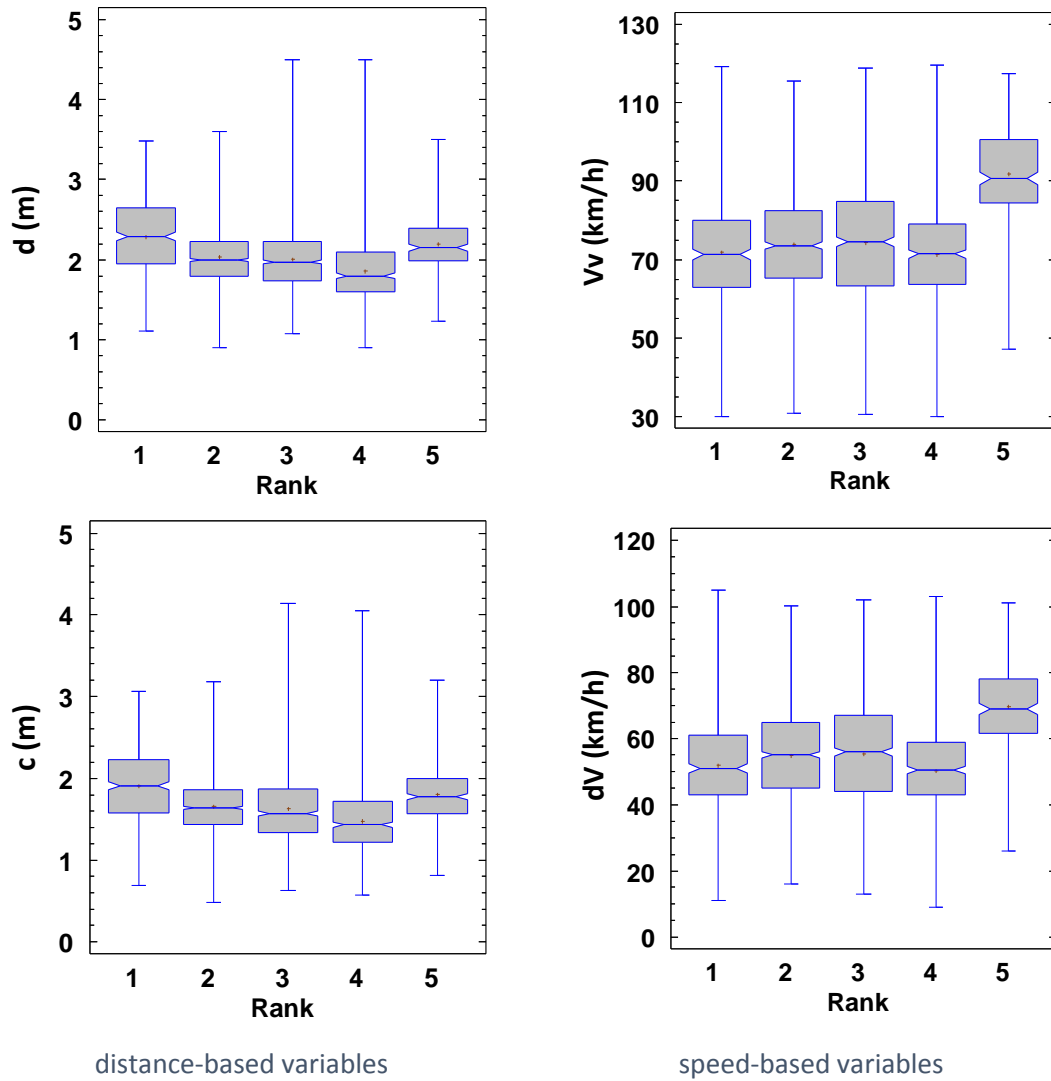 5
4
3
2
1
0
d (m)
1 2 3 4 5
Rank
130
110
90
70
50
30
Vv (km/h)
1 2 3 4 5
Rank
5
4
3
2
1
0
c (m)
1 2 3 4 5
Rank
120
100
80
60
40
20
0
dV (km/h)
1 2 3 4 5
Rank
distance-based variables
speed-based variables